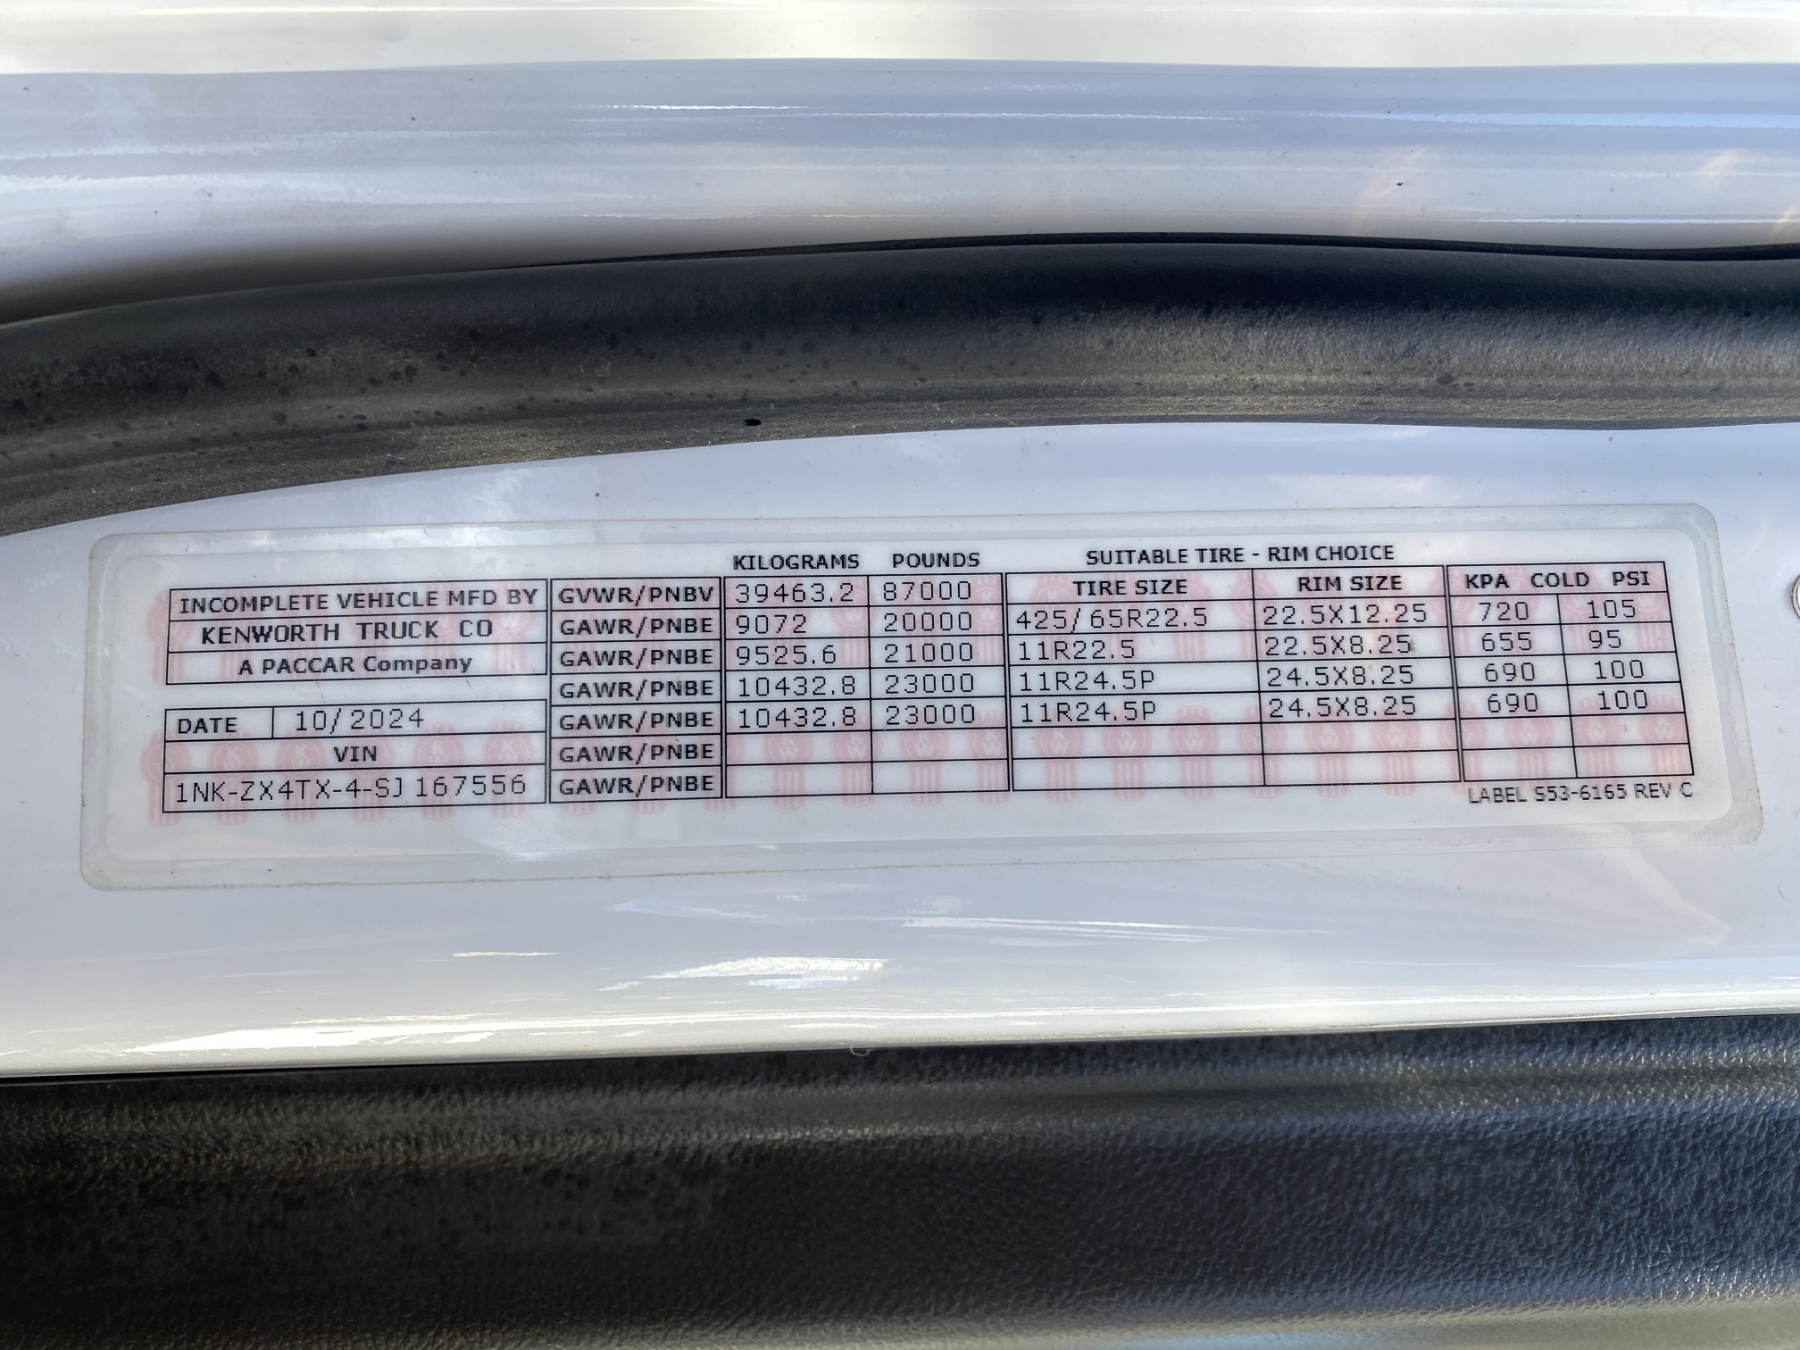 KILOGRAMS POUNDS SUITABLE TIRE - RIM CHOICE
INCOMPLETE VEHICLE MFD BY GVWR/PNBV 39463.2 87000 TIRE SIZE RIM SIZE KPA COLD PSI
KENWORTH TRUCK CO GAWR/PNBE 9072 20000 425/65R22.5 22.5X12.25 720 105
A PACCAR Company GAWR/PNBE 9525.6 21000 11R22.5 22.5X8.25 655 95
GAWR/PNBE 10432.8 23000 11R24.5P 24.5X8.25 690 100
DATE 10/2024 GAWR/PNBE 10432.8 23000 11R24.5P 24.5X8.25 690 100
VIN GAWR/PNBE
1NK-ZX4TX-4-SJ167556 GAWR/PNBE
LABEL S53-6165 REV C